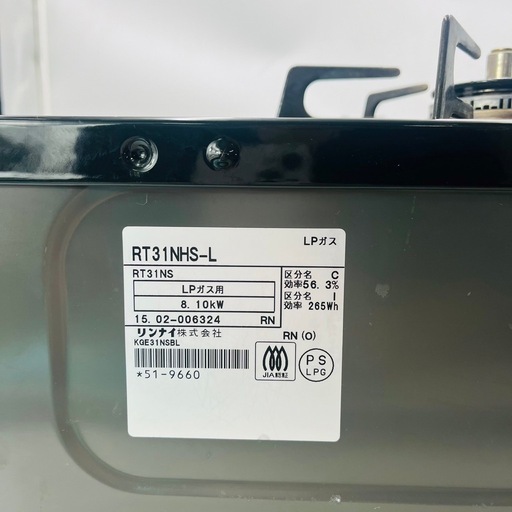 LPガス
RT31NHS-L
RT31NS
LPガス用
8.10kW
区分名 C
効率56.3%
区分名 I
効率 265Wh
15.02-006324 RN
リンナイ株式会社
KGE31NSBL
RN(O)
*51-9660
JIA認証
PS
LPG